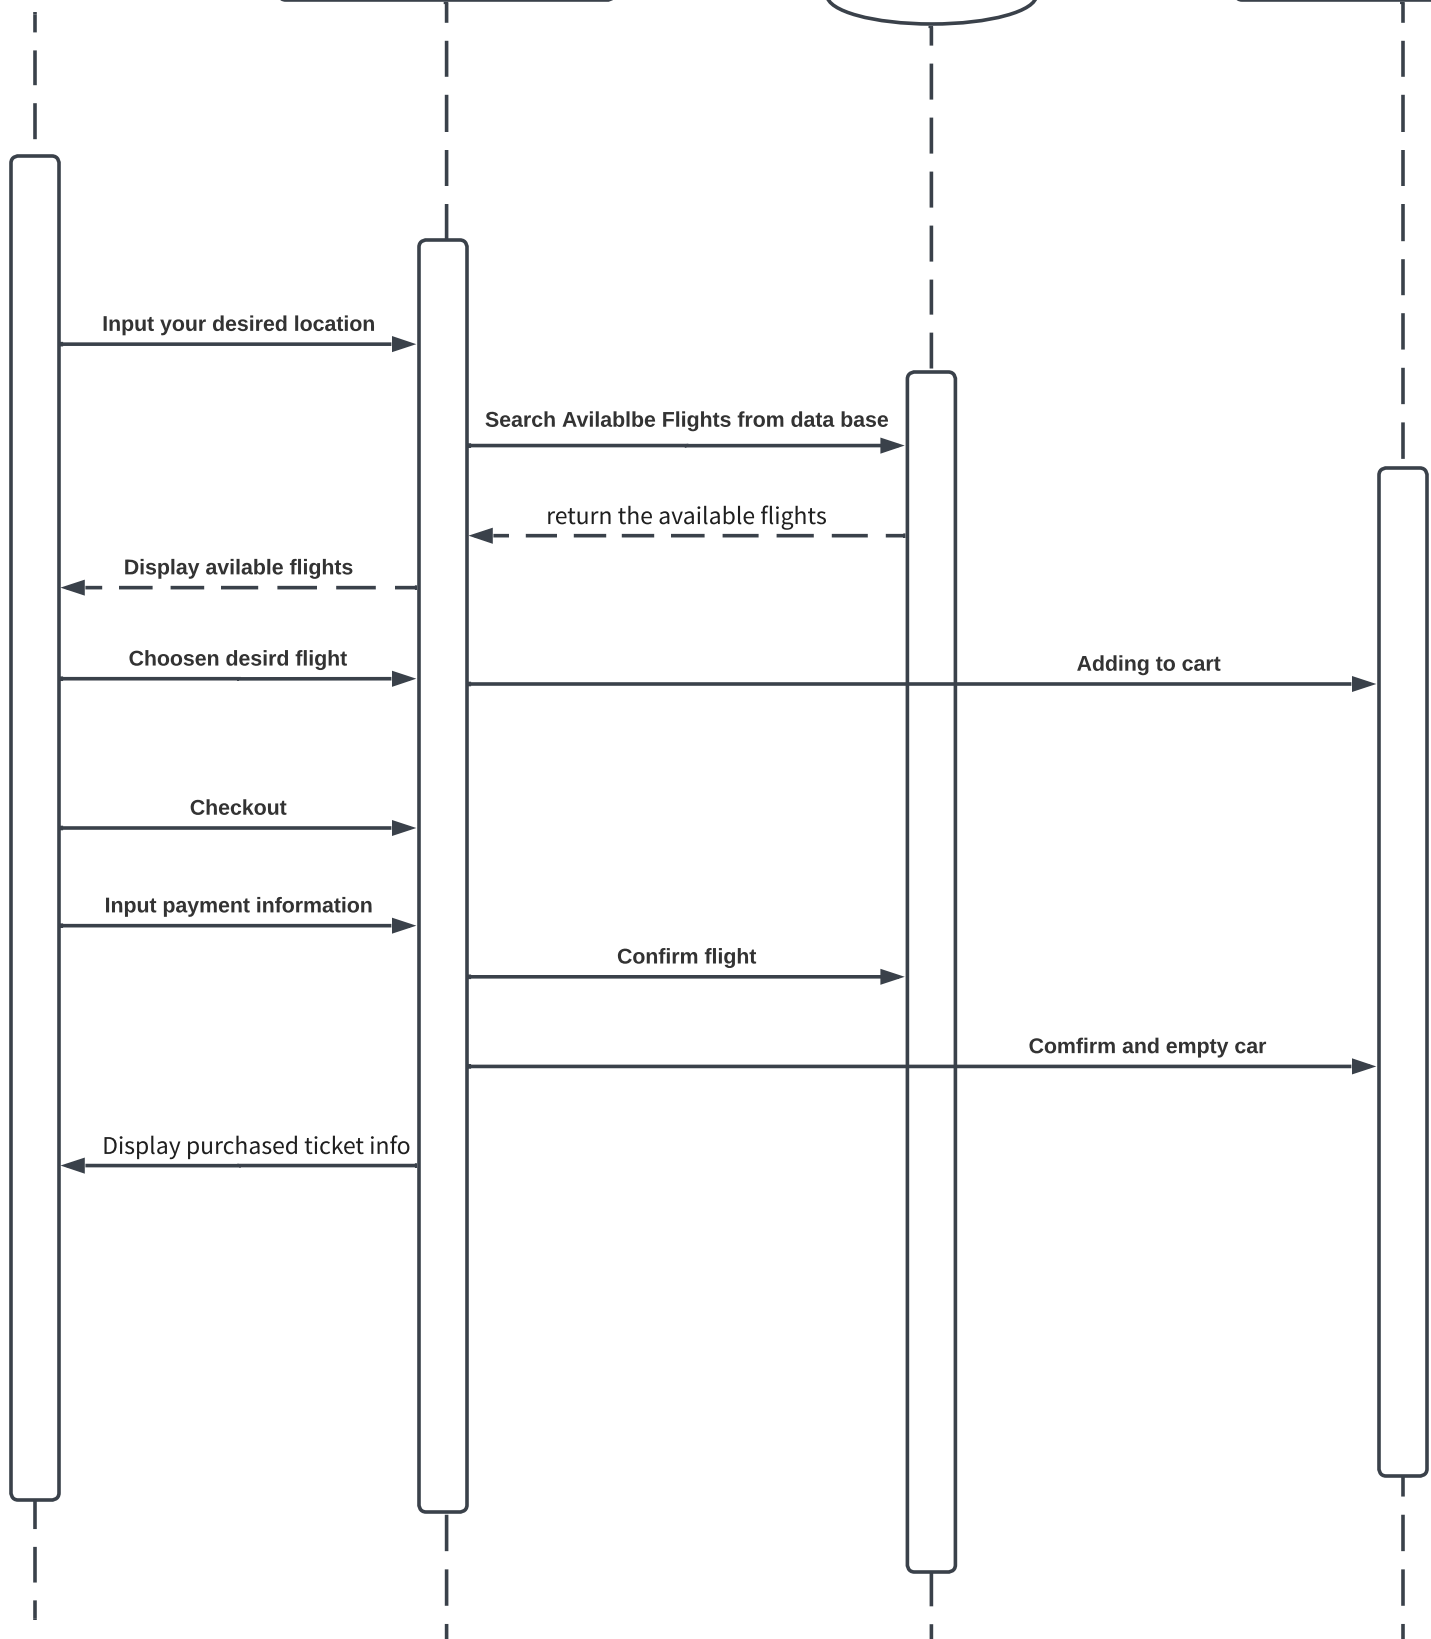 Input your desired location
Search Avilablbe Flights from data base
return the available flights
Display avilable flights
Choosen desird flight
Adding to cart
Checkout
Input payment information
Confirm flight
Comfirm and empty car
Display purchased ticket info